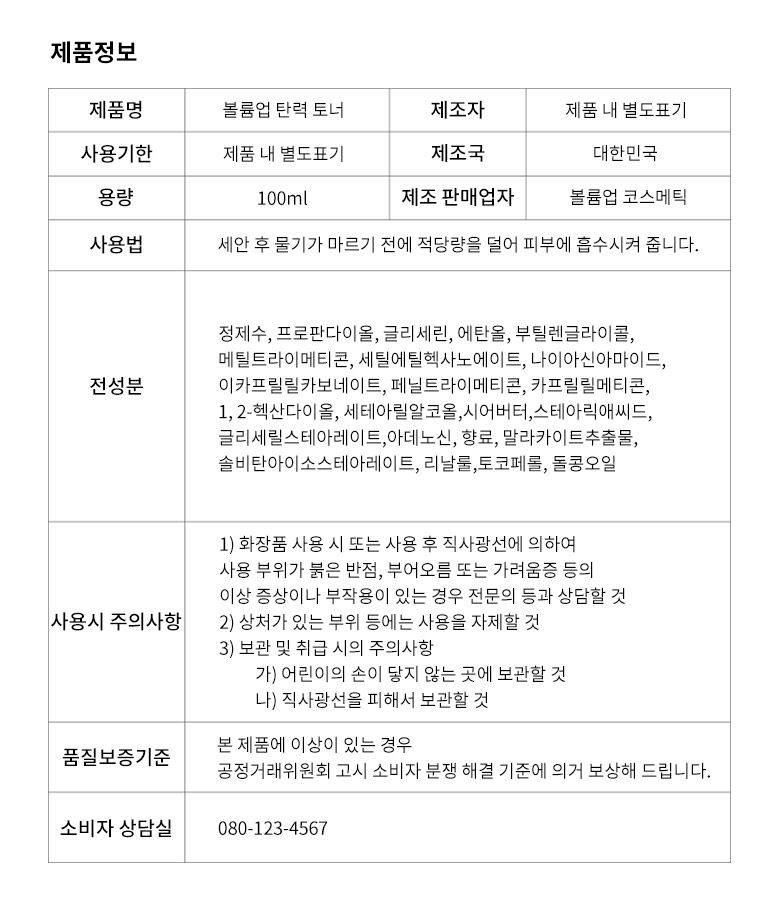 제품정보
제품명 볼륨업 탄력 토너 제조자 제품 내 별도표기
사용기한 제품 내 별도표기 제조국 대한민국
용량 100ml 제조 판매업자 볼륨업 코스메틱
사용법 세안 후 물기가 마르기 전에 적당량을 덜어 피부에 흡수시켜 줍니다.
전성분
정제수, 프로판다이올, 글리세린, 에탄올, 부틸렌글라이콜,
메틸트라이메티콘, 세틸에틸헥사노에이트, 나이아신아마이드,
이카프릴릴카보네이트, 페닐트라이메티콘, 카프릴릴메티콘,
1, 2-헥산다이올, 세테아릴알코올,시어버터,스테아릭애씨드,
글리세릴스테아레이트,아데노신, 향료, 말라카이트추출물,
솔비탄아이소스테아레이트, 리날룰,토코페롤, 돌콩오일
사용시 주의사항
1) 화장품 사용 시 또는 사용 후 직사광선에 의하여
사용 부위가 붉은 반점, 부어오름 또는 가려움증 등의
이상 증상이나 부작용이 있는 경우 전문의 등과 상담할 것
2) 상처가 있는 부위 등에는 사용을 자제할 것
3) 보관 및 취급 시의 주의사항
가) 어린이의 손이 닿지 않는 곳에 보관할 것
나) 직사광선을 피해서 보관할 것
품질보증기준
본 제품에 이상이 있는 경우
공정거래위원회 고시 소비자 분쟁 해결 기준에 의거 보상해 드립니다.
소비자 상담실 080-123-4567